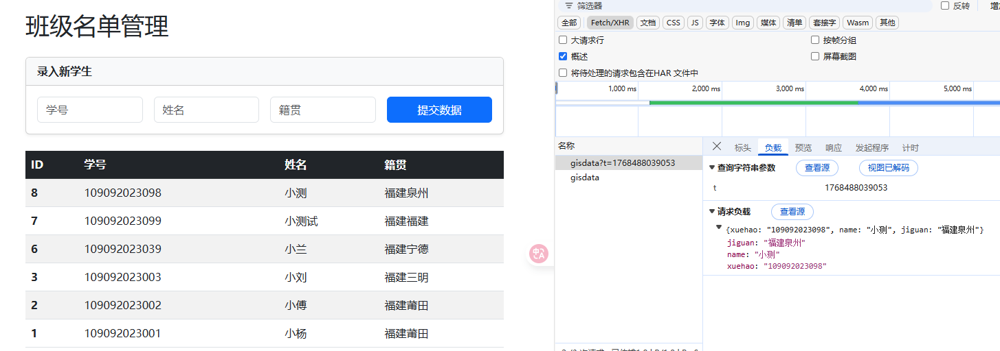 班级名单管理
录入新学生
学号 姓名 籍贯 提交数据
ID 学号 姓名 籍贯
8 109092023098 小测 福建泉州
7 109092023099 小测试 福建福建
6 109092023039 小兰 福建宁德
3 109092023003 小刘 福建三明
2 109092023002 小傅 福建莆田
1 109092023001 小杨 福建莆田
筛选器 反转
全部 Fetch/XHR 文档 CSS JS 字体 Img 媒体 清单 套接字 Wasm 其他
大请求行 按帧分组
概述 屏幕截图
将待处理的请求包含在HAR 文件中
1,000 ms 2,000 ms 3,000 ms 4,000 ms 5,000 ms
名称
gisdata?t=1768488039053
gisdata
标头 负载 预览 响应 发起程序 计时
查询字符串参数 查看源 视图已解码
t 1768488039053
请求负载 查看源
{xuehao: "109092023098", name: "小测", jiguan: "福建泉州"}
jiguan: "福建泉州"
name: "小测"
xuehao: "109092023098"